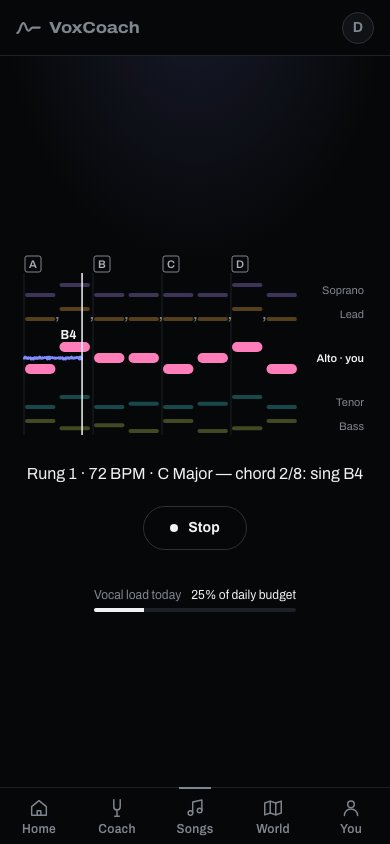 VoxCoach
D
A B C D
Soprano
Lead
B4
Alto · you
Tenor
Bass
Rung 1 · 72 BPM · C Major — chord 2/8: sing B4
Stop
Vocal load today 25% of daily budget
Home Coach Songs World You